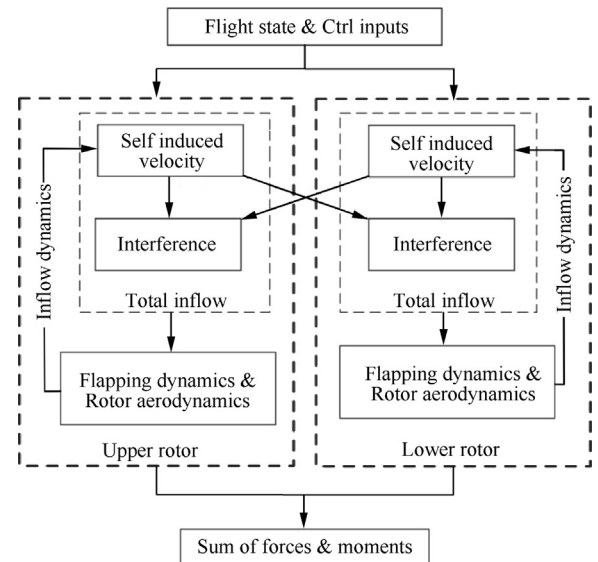 Flight state & Ctrl inputs
Self induced
velocity
Interference
Total inflow
Inflow dynamics
Flapping dynamics &
Rotor aerodynamics
Upper rotor
Self induced
velocity
Interference
Total inflow
Inflow dynamics
Flapping dynamics &
Rotor aerodynamics
Lower rotor
Sum of forces & moments